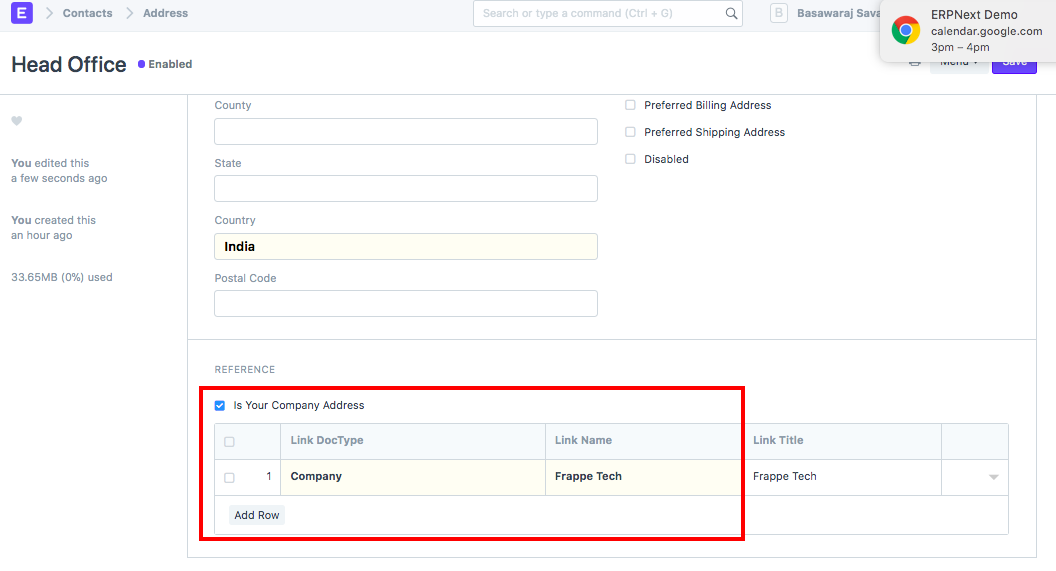 E Contacts Address
Search or type a command (Ctrl + G)
B Basawaraj Sava
ERPNext Demo
calendar.google.com
3pm – 4pm
Head Office Enabled
Menu
Save
You edited this
a few seconds ago
You created this
an hour ago
33.65MB (0%) used
County
State
Country
India
Postal Code
Preferred Billing Address
Preferred Shipping Address
Disabled
REFERENCE
Is Your Company Address
Link DocType Link Name Link Title
1 Company Frappe Tech Frappe Tech
Add Row